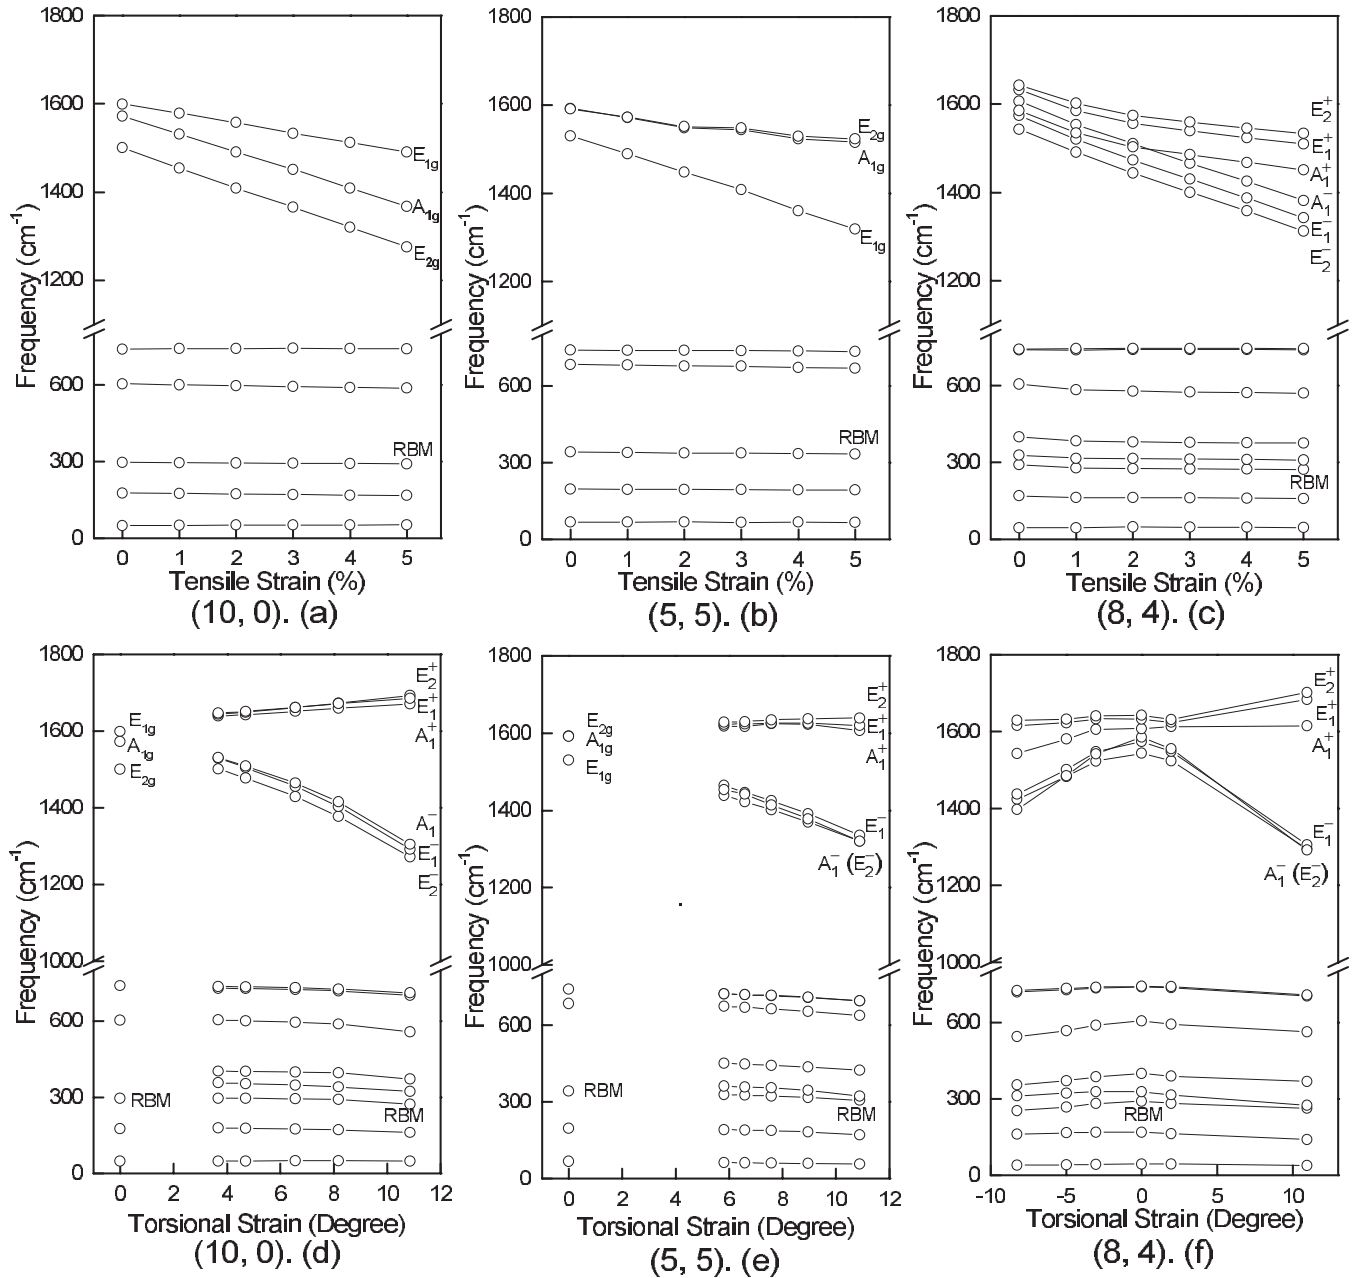 1800
1600
1400
1200
600
300
0
Frequency (cm⁻¹)
E₁g
A₁g
E₂g
RBM
0 1 2 3 4 5
Tensile Strain (%)
(10, 0). (a)
1800
1600
1400
1200
600
300
0
Frequency (cm⁻¹)
E₂g
A₁g
E₁g
RBM
0 1 2 3 4 5
Tensile Strain (%)
(5, 5). (b)
1800
1600
1400
1200
600
300
0
Frequency (cm⁻¹)
E₂⁺
E₁⁺
A₁⁺
A₁⁻
E₁⁻
E₂⁻
RBM
0 1 2 3 4 5
Tensile Strain (%)
(8, 4). (c)
1800
1600
1400
1200
1000
600
300
0
Frequency (cm⁻¹)
E₁g
A₁g
E₂g
E₂⁺
E₁⁺
A₁⁺
A₁⁻
E₁⁻
E₂⁻
RBM
RBM
0 2 4 6 8 10 12
Torsional Strain (Degree)
(10, 0). (d)
1800
1600
1400
1200
1000
600
300
0
Frequency (cm⁻¹)
E₂g
A₁g
E₁g
E₂⁺
E₁⁺
A₁⁺
E₁⁻
A₁⁻ (E₂⁻)
RBM
RBM
0 2 4 6 8 10 12
Torsional Strain (Degree)
(5, 5). (e)
1800
1600
1400
1200
1000
600
300
0
Frequency (cm⁻¹)
E₂⁺
E₁⁺
A₁⁺
E₁⁻
A₁⁻ (E₂⁻)
RBM
-10 -5 0 5 10
Torsional Strain (Degree)
(8, 4). (f)